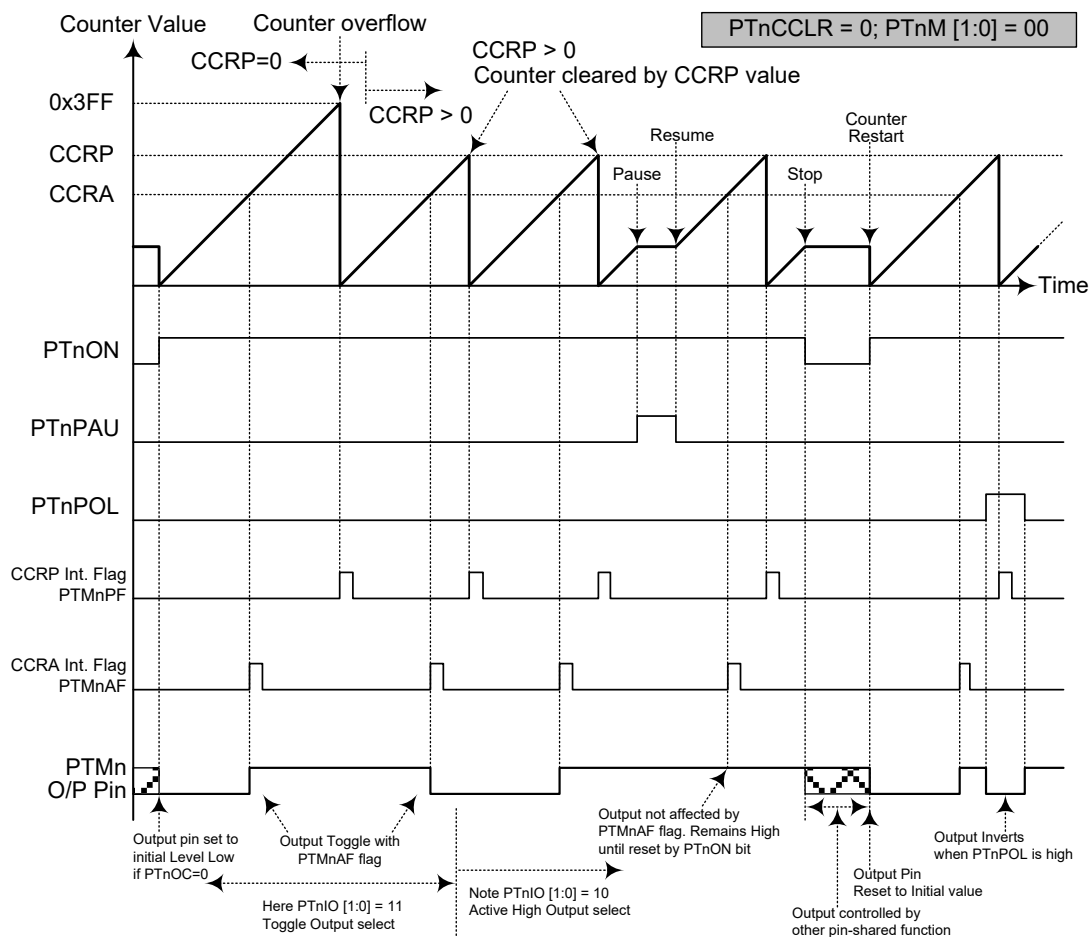 Counter Value
Counter overflow
PTnCCLR = 0; PTnM [1:0] = 00
CCRP=0
CCRP > 0
CCRP > 0
Counter cleared by CCRP value
0x3FF
CCRP
CCRA
Pause
Resume
Stop
Counter
Restart
Time
PTnON
PTnPAU
PTnPOL
CCRP Int. Flag
PTMnPF
CCRA Int. Flag
PTMnAF
PTMn
O/P Pin
Output pin set to
initial Level Low
if PTnOC=0
Output Toggle with
PTMnAF flag
Output not affected by
PTMnAF flag. Remains High
until reset by PTnON bit
Output Inverts
when PTnPOL is high
Output Pin
Reset to Initial value
Here PTnIO [1:0] = 11
Toggle Output select
Note PTnIO [1:0] = 10
Active High Output select
Output controlled by
other pin-shared function